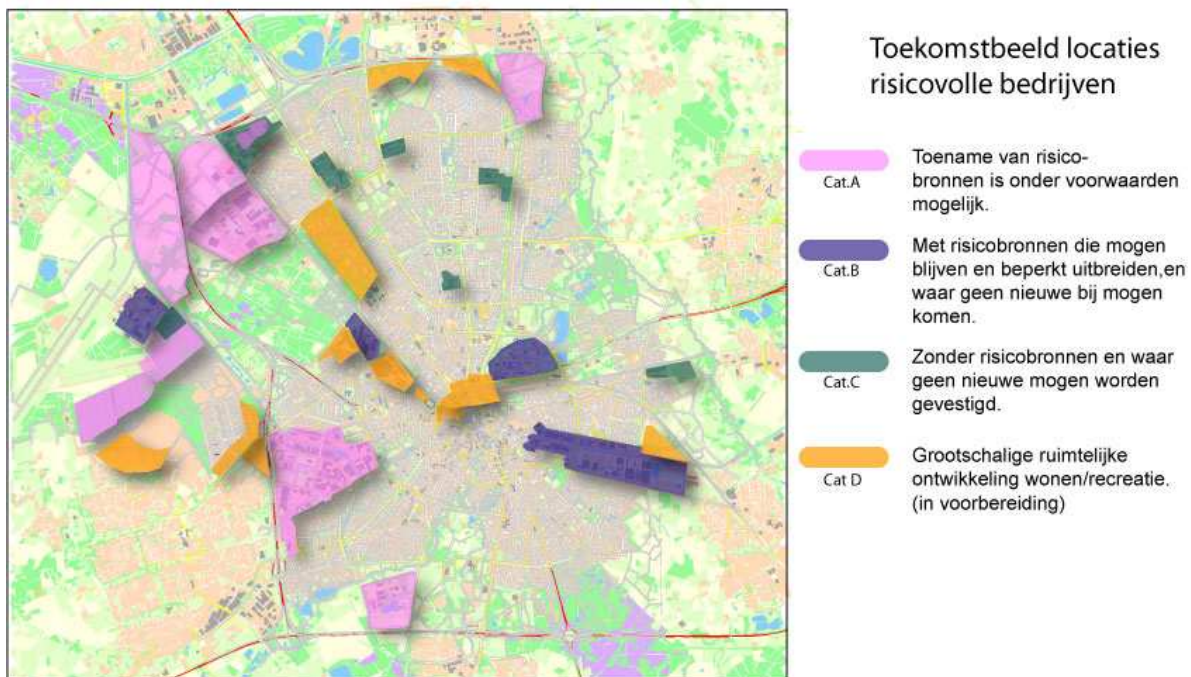 Toekomstbeeld locaties
risicovolle bedrijven
Cat.A
Toename van risico-
bronnen is onder voorwaarden
mogelijk.
Cat.B
Met risicobronnen die mogen
blijven en beperkt uitbreiden,en
waar geen nieuwe bij mogen
komen.
Cat.C
Zonder risicobronnen en waar
geen nieuwe mogen worden
gevestigd.
Cat D
Grootschalige ruimtelijke
ontwikkeling wonen/recreatie.
(in voorbereiding)